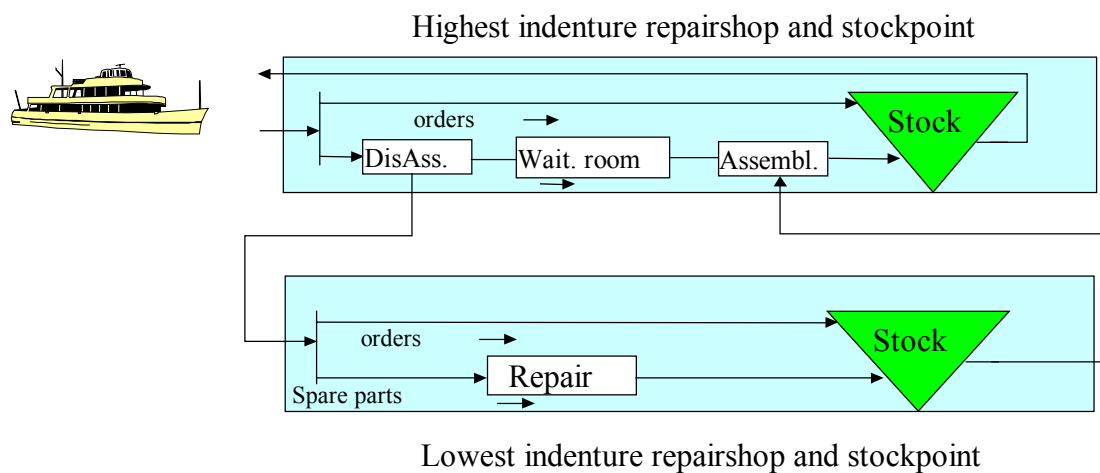 Highest indenture repairshop and stockpoint
orders
Stock
DisAss.
Wait. room
Assembl.
orders
Stock
Repair
Spare parts
Lowest indenture repairshop and stockpoint